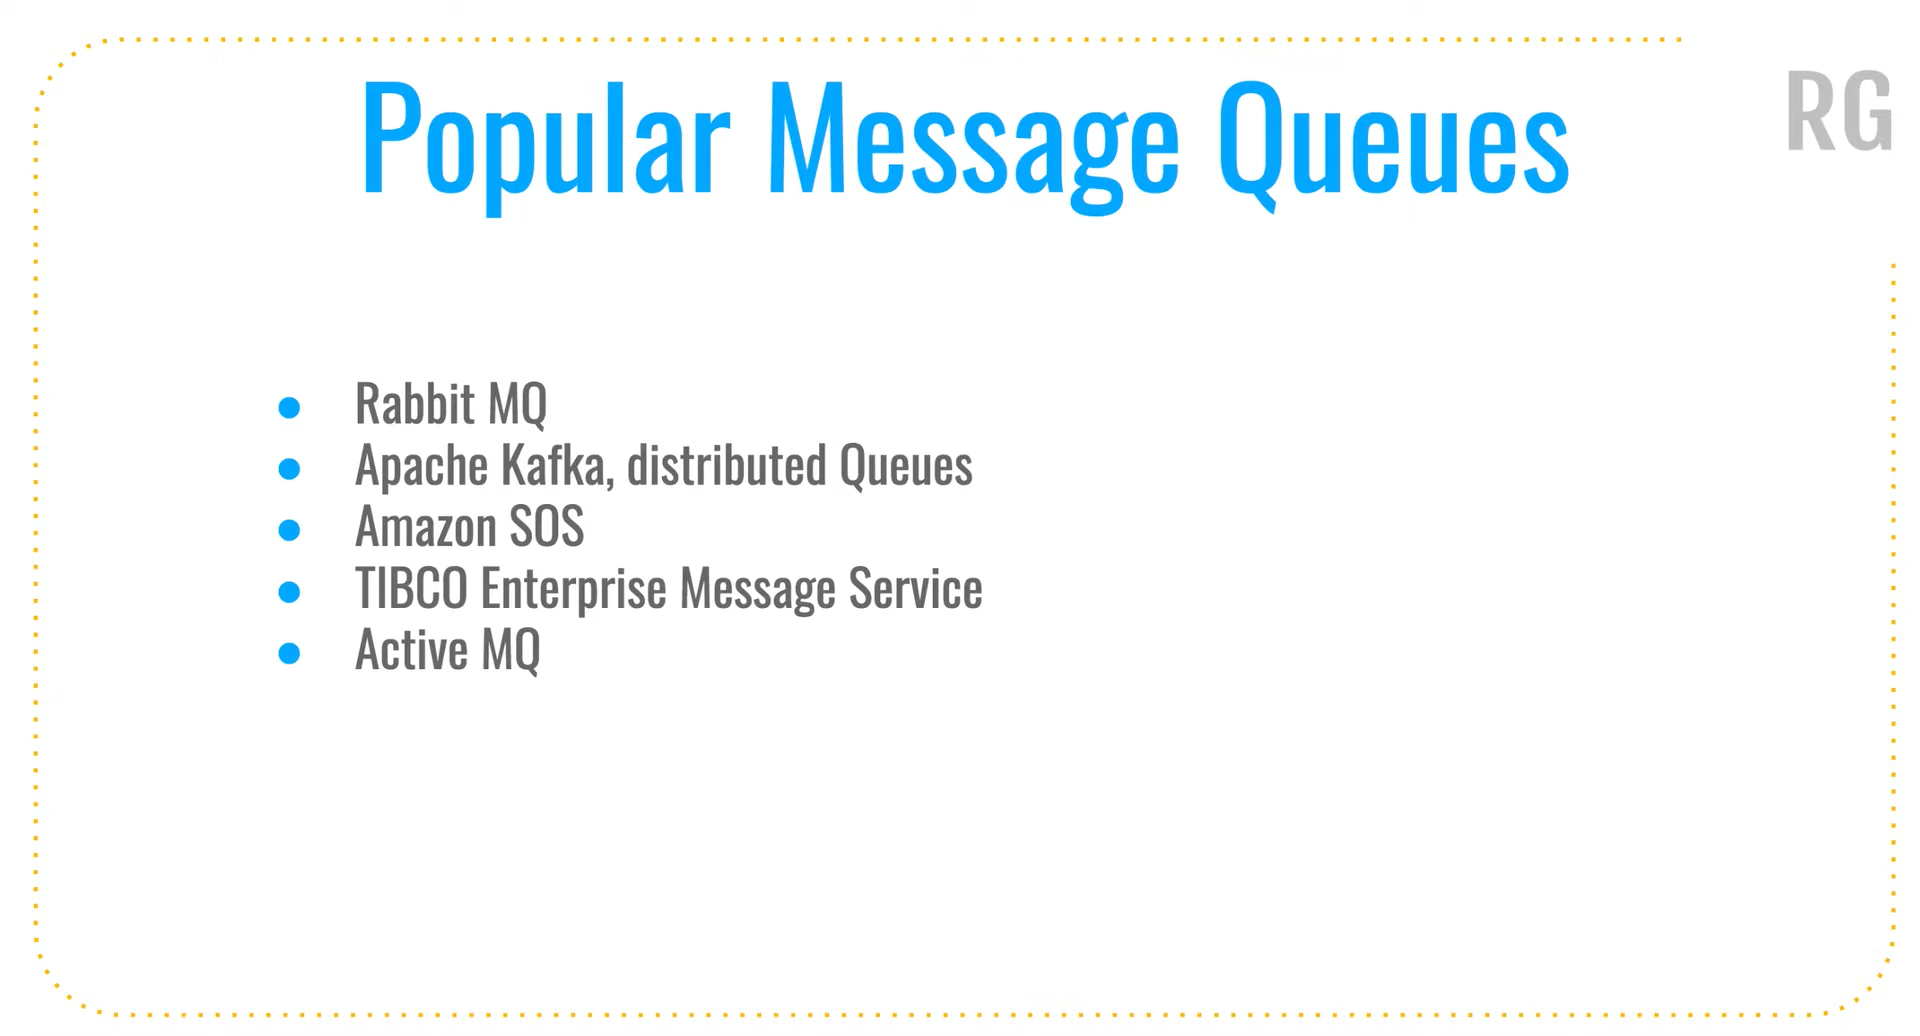 Popular Message Queues
RG
Rabbit MQ
Apache Kafka, distributed Queues
Amazon SOS
TIBCO Enterprise Message Service
Active MQ